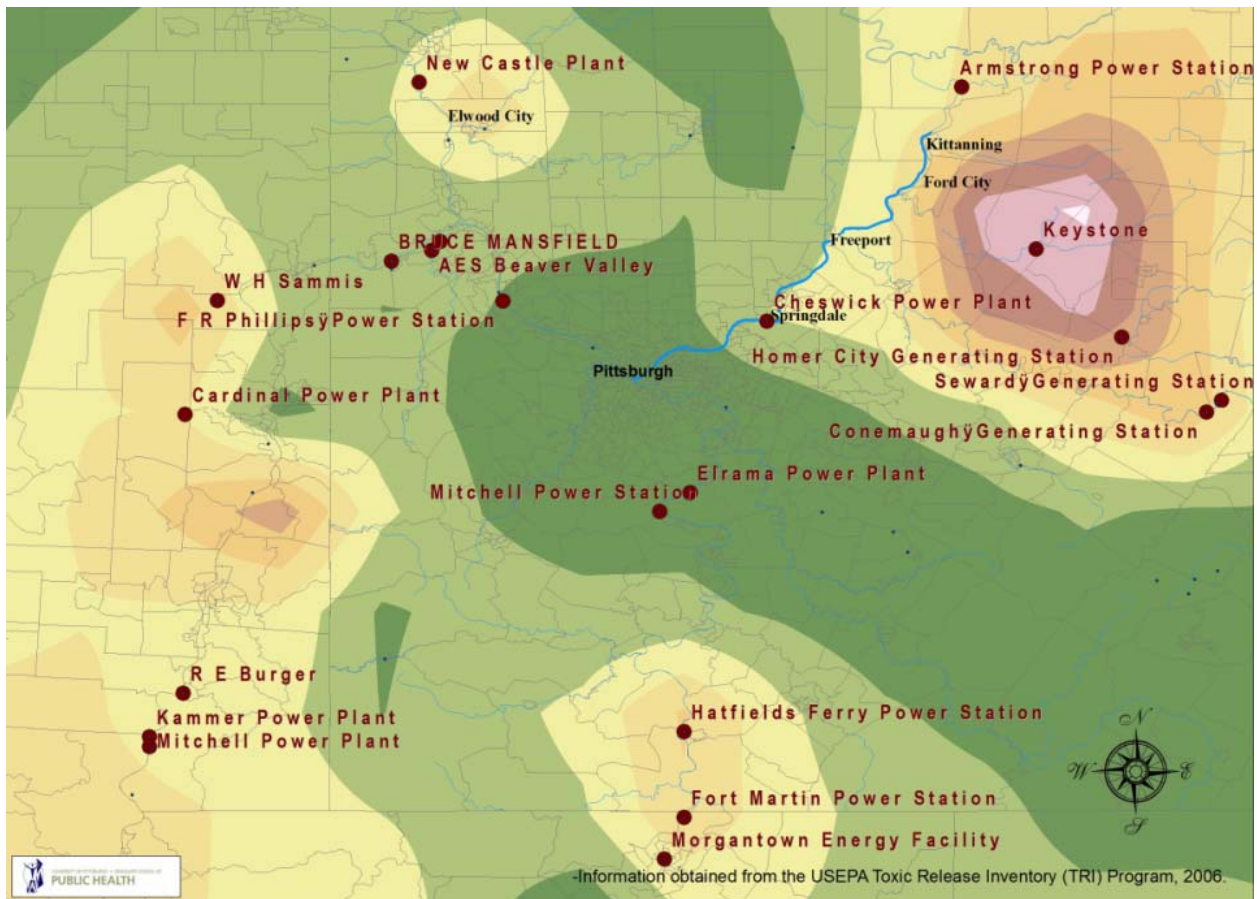 New Castle Plant
Armstrong Power Station
Elwood City
Kittanning
Ford City
Freeport
Keystone
BRUCE MANSFIELD
AES Beaver Valley
W H Sammis
F R PhillipsÿPower Station
Cheswick Power Plant
Springdale
Homer City Generating Station
Pittsburgh
SewardÿGenerating Station
Cardinal Power Plant
ConemaughÿGenerating Station
Elrama Power Plant
Mitchell Power Station
R E Burger
Kammer Power Plant
Mitchell Power Plant
Hatfields Ferry Power Station
Fort Martin Power Station
Morgantown Energy Facility
N
W E
S
PUBLIC HEALTH
-Information obtained from the USEPA Toxic Release Inventory (TRI) Program, 2006.